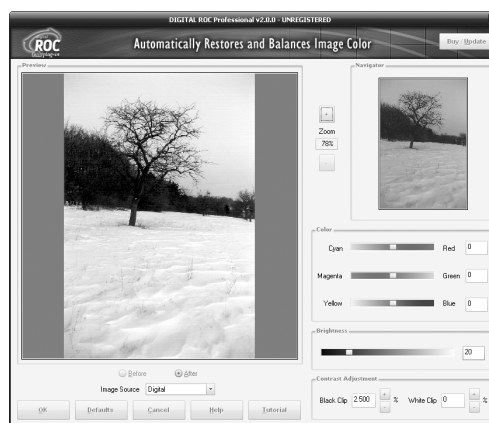 DIGITAL ROC Professional v2.0.0 - UNREGISTERED
ROC
Automatically Restores and Balances Image Color
Buy / Update
Preview
Navigator
Zoom
78%
Color
Cyan Red 0
Magenta Green 0
Yellow Blue 0
Brightness
20
Before After
Image Source Digital
Contrast Adjustment
Black Clip 2.500 % White Clip 0 %
OK Defaults Cancel Help Tutorial